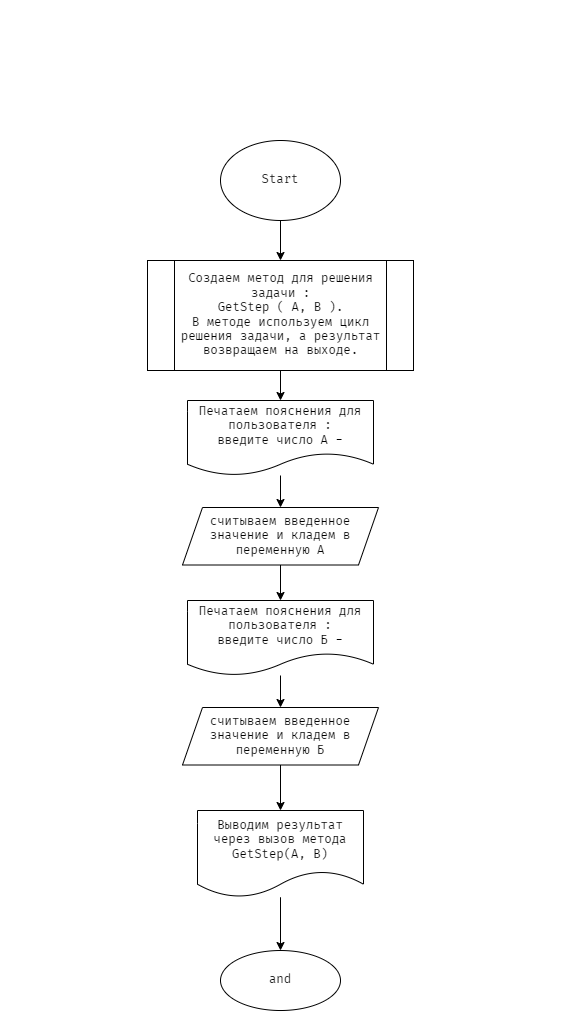 Start
Создаем метод для решения
задачи :
GetStep ( A, B ).
В методе используем цикл
решения задачи, а результат
возвращаем на выходе.
Печатаем пояснения для
пользователя :
введите число А -
считываем введенное
значение и кладем в
переменную А
Печатаем пояснения для
пользователя :
введите число Б -
считываем введенное
значение и кладем в
переменную Б
Выводим результат
через вызов метода
GetStep(A, B)
and